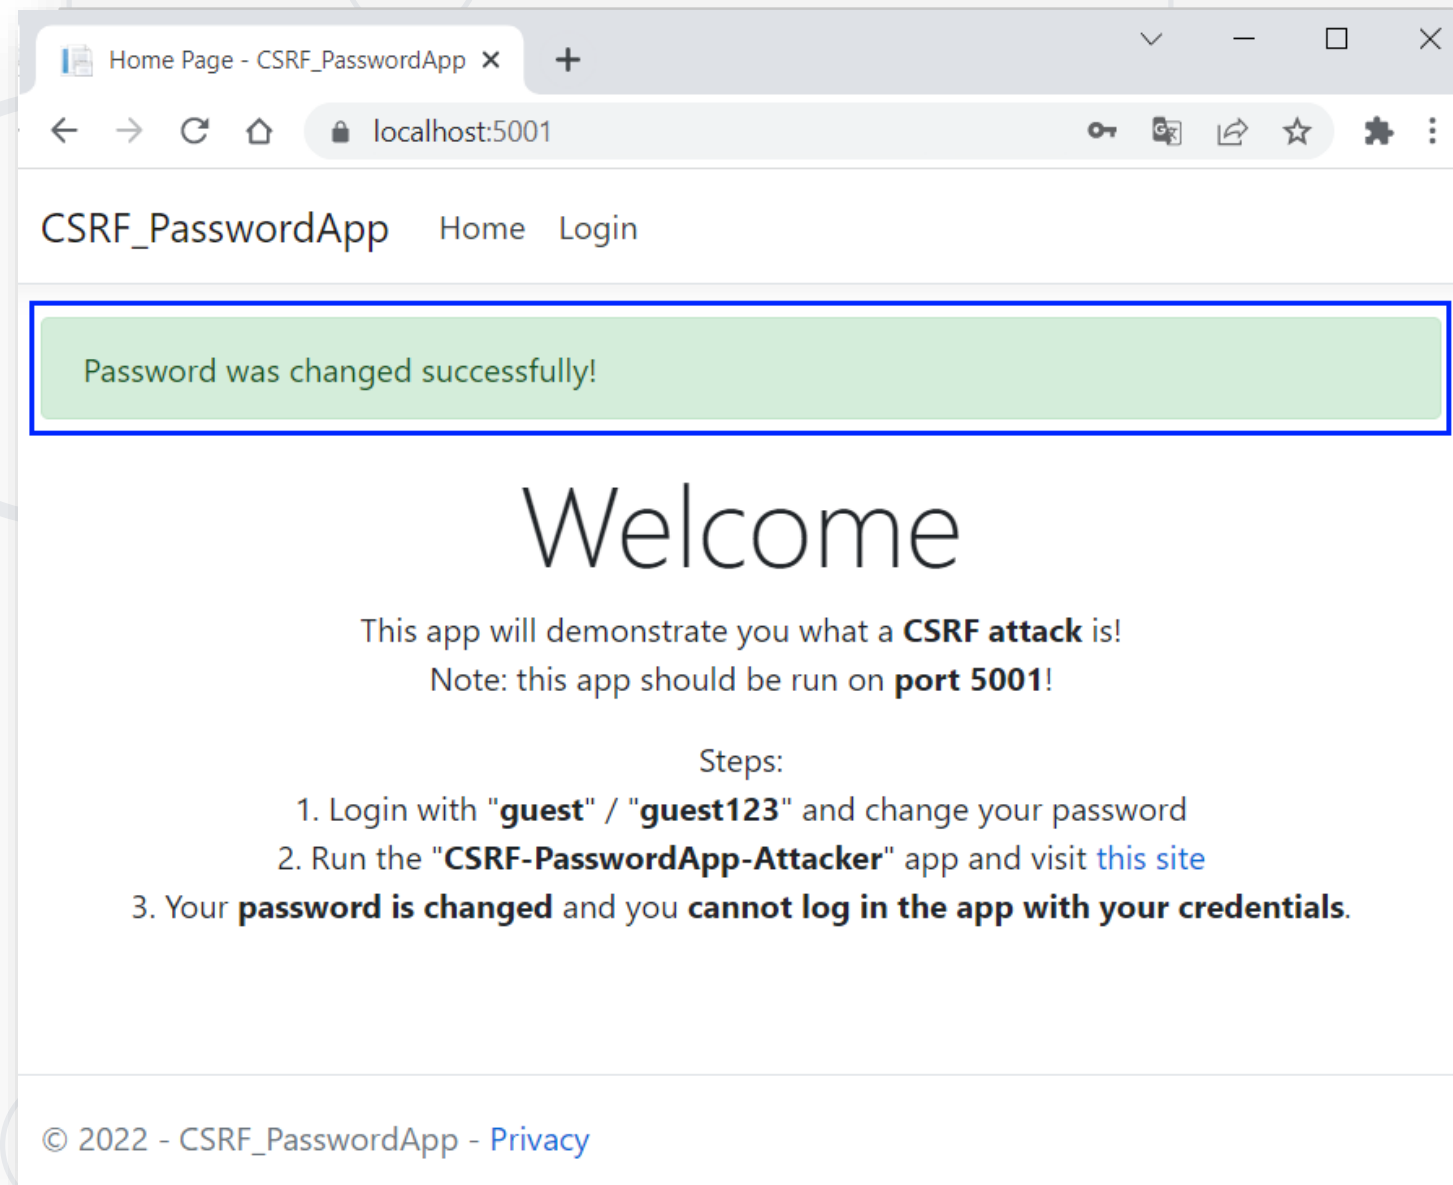 Home Page - CSRF_PasswordApp
localhost:5001
CSRF_PasswordApp Home Login
Password was changed successfully!
Welcome
This app will demonstrate you what a CSRF attack is!
Note: this app should be run on port 5001!
Steps:
1. Login with "guest" / "guest123" and change your password
2. Run the "CSRF-PasswordApp-Attacker" app and visit this site
3. Your password is changed and you cannot log in the app with your credentials.
© 2022 - CSRF_PasswordApp - Privacy